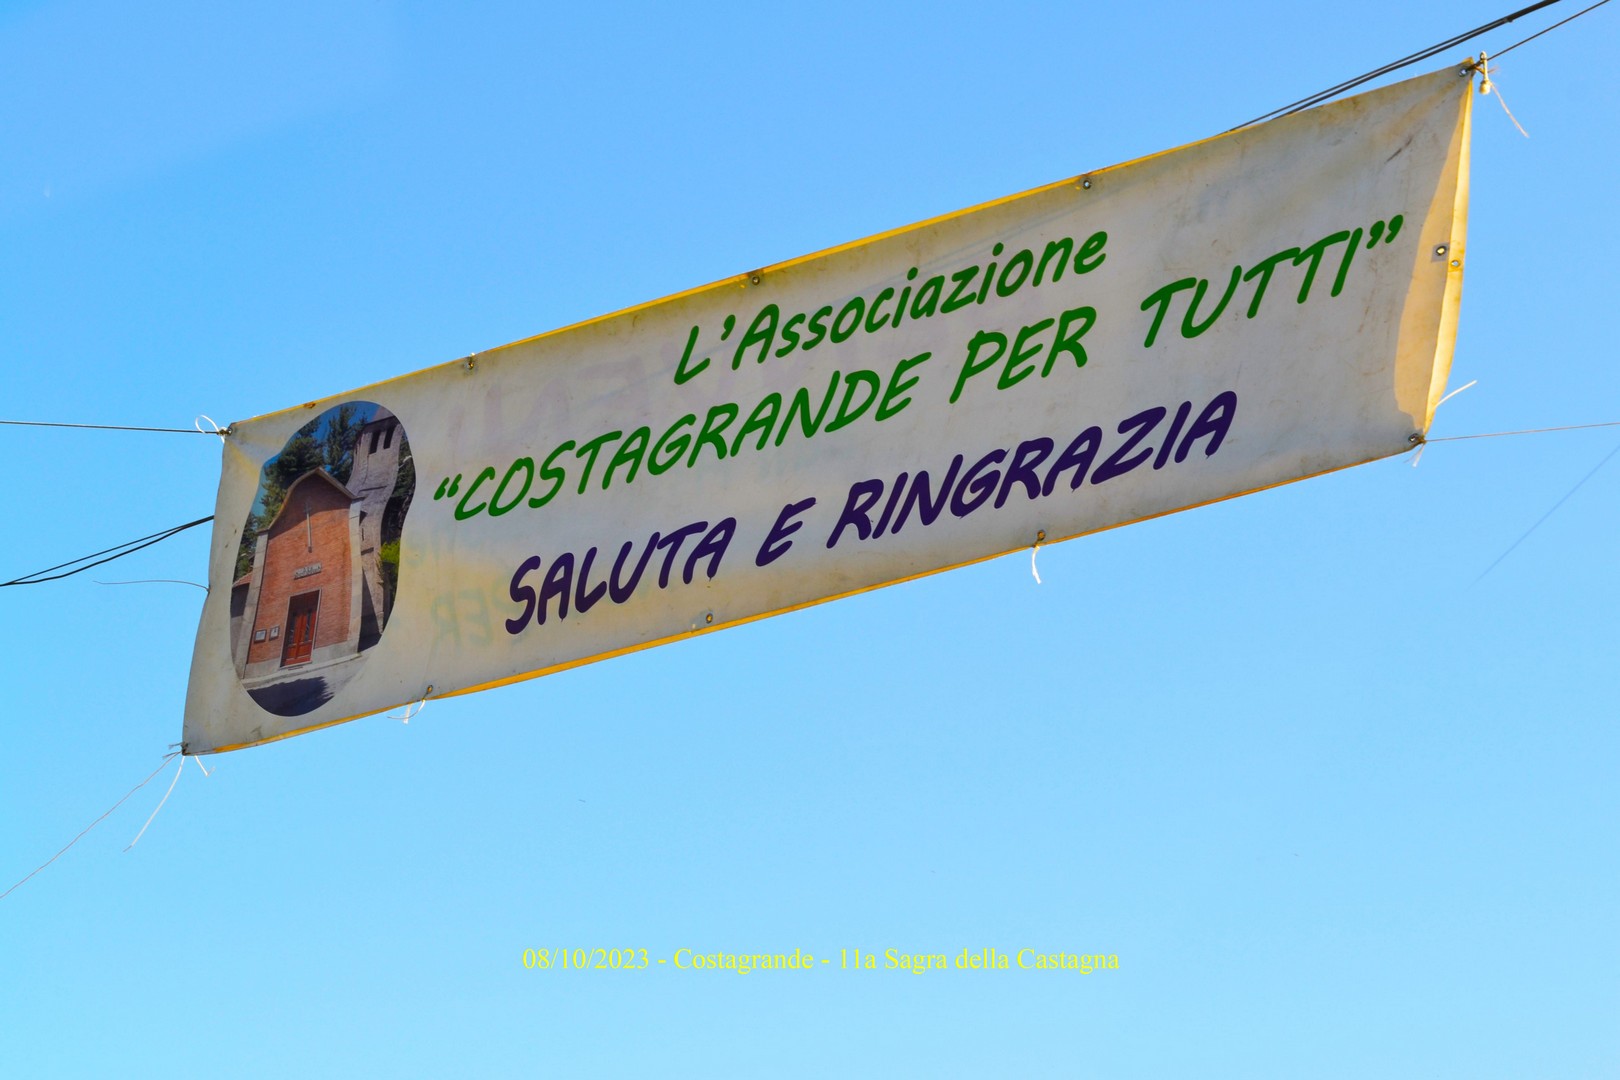 L'Associazione
“COSTAGRANDE PER TUTTI”
SALUTA E RINGRAZIA
08/10/2023 - Costagrande - 11a Sagra della Castagna